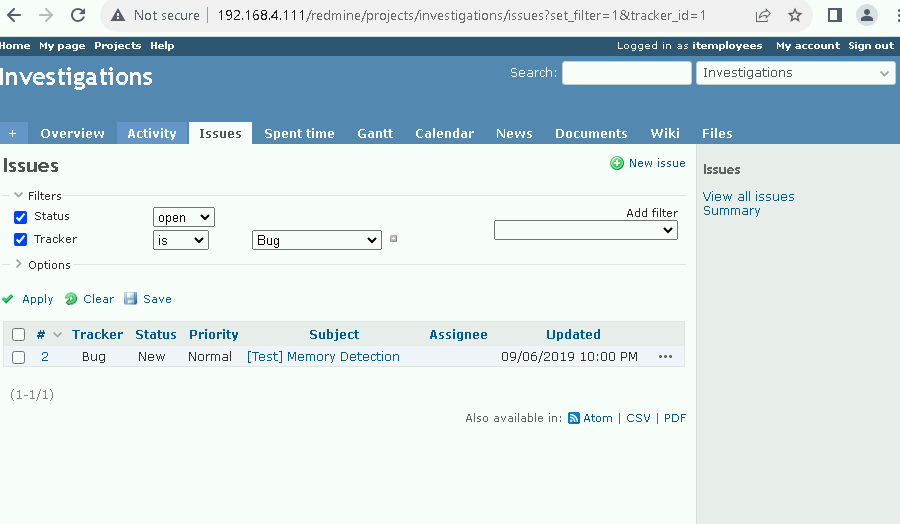 Not secure 192.168.4.111/redmine/projects/investigations/issues?set_filter=1&tracker_id=1
Home My page Projects Help Logged in as itemployees My account Sign out
Investigations Search: Investigations
+ Overview Activity Issues Spent time Gantt Calendar News Documents Wiki Files
Issues New issue Issues
Filters View all issues
Status open Add filter Summary
Tracker is Bug
Options
Apply Clear Save
# Tracker Status Priority Subject Assignee Updated
2 Bug New Normal [Test] Memory Detection 09/06/2019 10:00 PM •••
(1-1/1)
Also available in: Atom | CSV | PDF